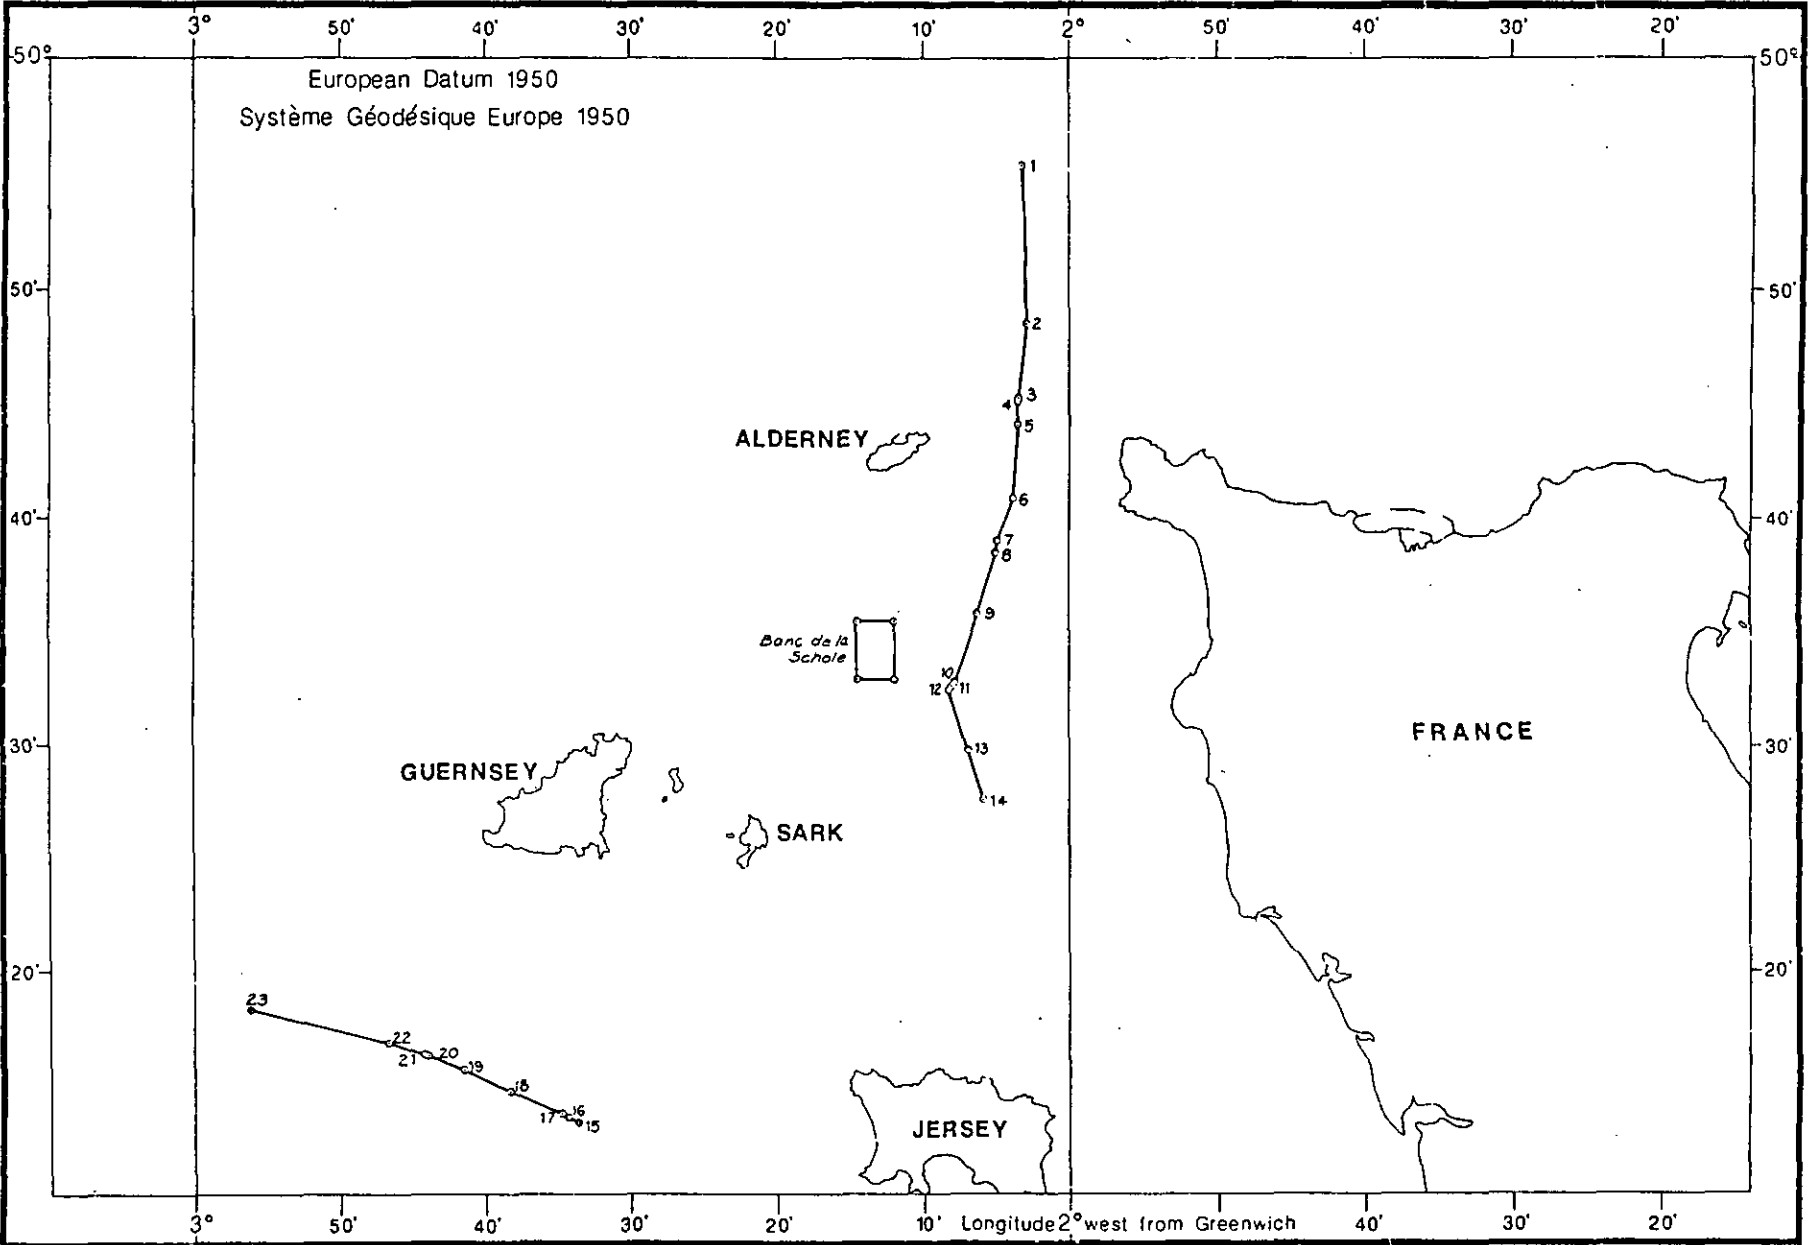 3° 50' 40' 30' 20' 10' 2° 50' 40' 30' 20'
50° 50°
European Datum 1950
Système Géodésique Europe 1950
1
50' 50'
2
3
4
5
ALDERNEY
6
40' 40'
7
8
9
Banc de la
Schole
10
12 11
FRANCE
30' 13 30'
GUERNSEY
14
SARK
20' 20'
23
22
21 20
19
18
17 16
15
JERSEY
3° 50' 40' 30' 20' 10' Longitude 2° west from Greenwich 40' 30' 20'